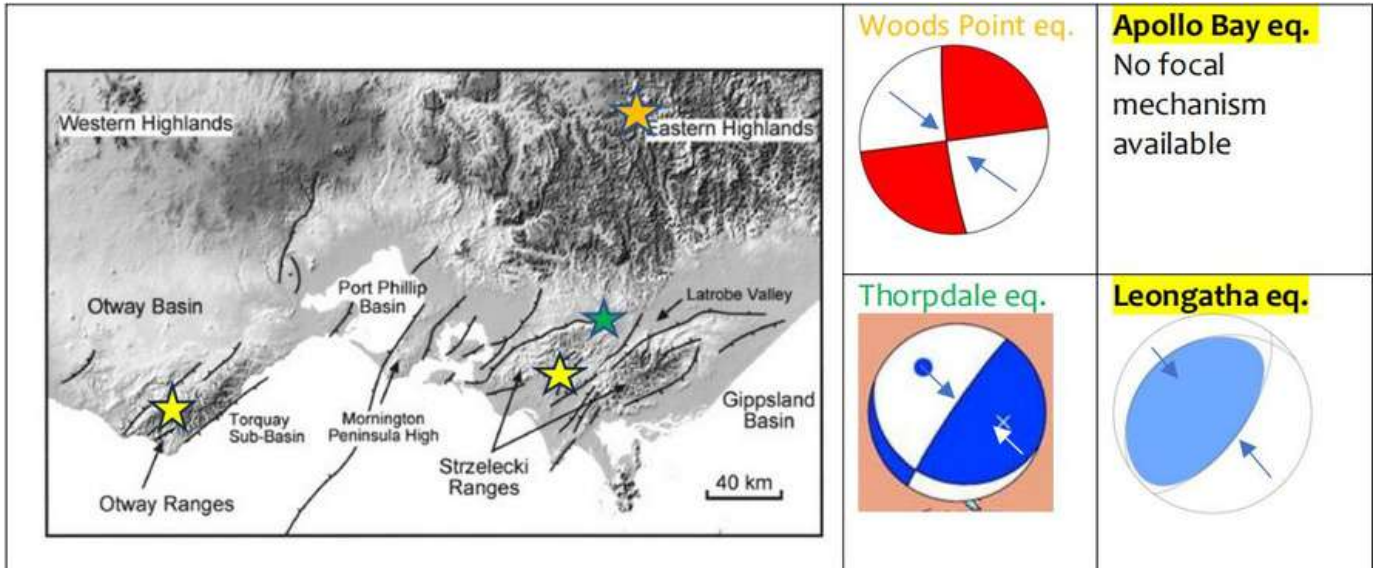 Western Highlands
Eastern Highlands
Otway Basin
Port Phillip
Basin
Latrobe Valley
Torquay
Sub-Basin
Mornington
Peninsula High
Gippsland
Basin
Strzelecki
Ranges
Otway Ranges
40 km
Woods Point eq.
Apollo Bay eq.
No focal
mechanism
available
Thorpdale eq.
Leongatha eq.